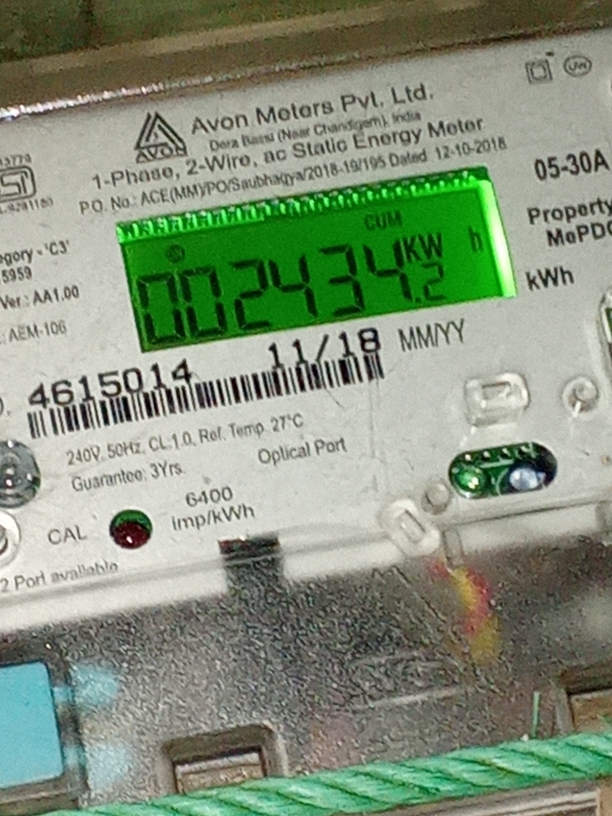 UW
Avon Meters Pvt. Ltd.
AVON
Dera Bassi (Near Chandigarh), India
1-Phase, 2-Wire, ac Static Energy Meter
P.O. No.: ACE(MM)/PO/Saubhagya/2018-19/195 Dated 12-10-2018
05-30A
Property
MePDC
egory - 'C3'
5959
Ver.: AA1.00
: AEM-106
CUM
002434.2 KW h
kWh
4615014 11/18 MM/YY
240V, 50Hz, CL:1.0, Ref. Temp. 27°C
Guarantee: 3Yrs.
Optical Port
CAL
6400
imp/kWh
2 Port available